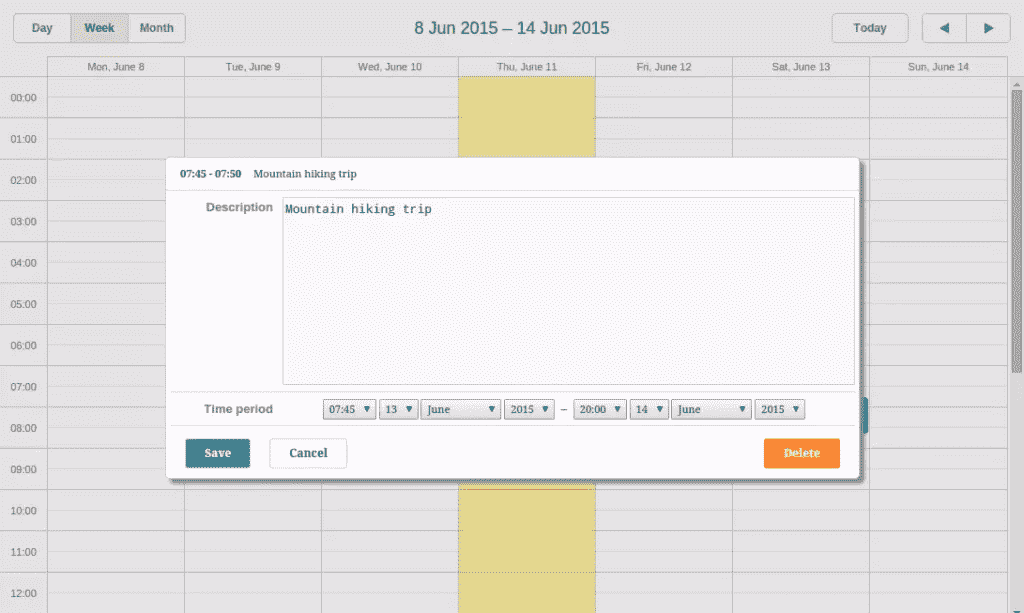 Day Week Month 8 Jun 2015 – 14 Jun 2015 Today
Mon, June 8 Tue, June 9 Wed, June 10 Thu, June 11 Fri, June 12 Sat, June 13 Sun, June 14
00:00
01:00
02:00
03:00
04:00
05:00
06:00
07:00
08:00
09:00
10:00
11:00
12:00
07:45 - 07:50 Mountain hiking trip
Description Mountain hiking trip
Time period 07:45 13 June 2015 – 20:00 14 June 2015
Save Cancel Delete